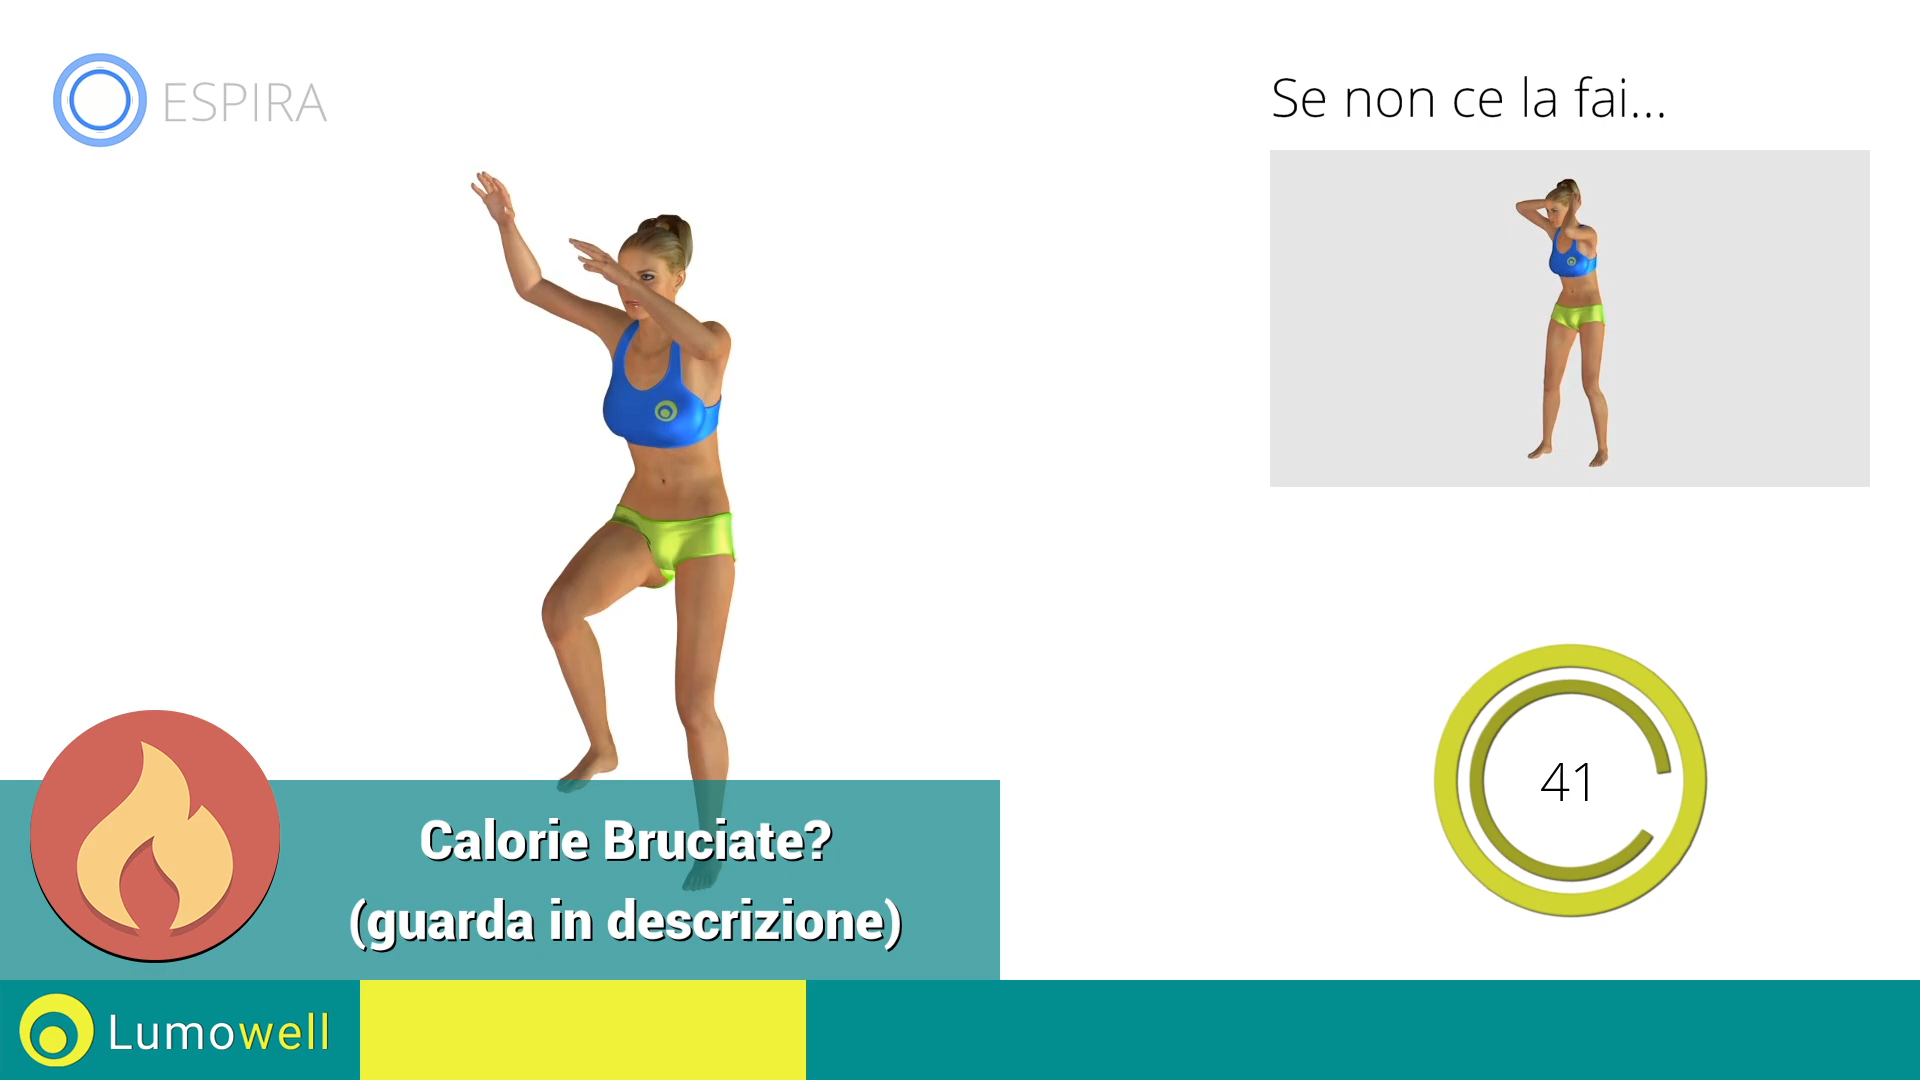 ESPIRA
Se non ce la fai...
41
Calorie Bruciate?
(guarda in descrizione)
Lumowell